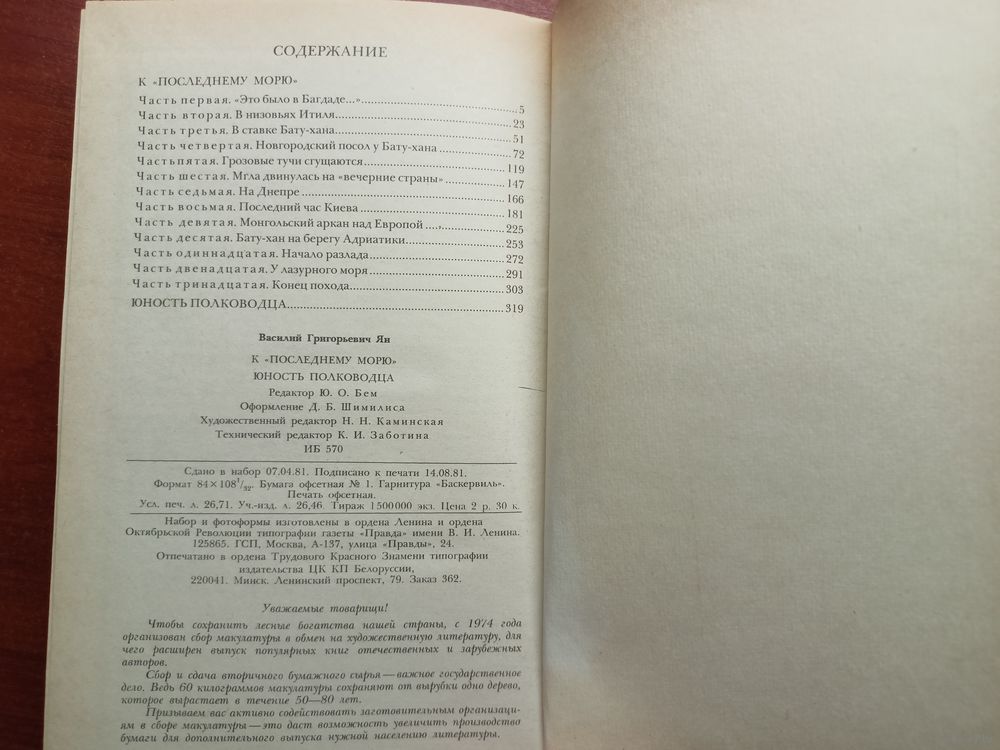 СОДЕРЖАНИЕ
К «ПОСЛЕДНЕМУ МОРЮ»
Часть первая. «Это было в Багдаде...» 5
Часть вторая. В низовьях Итиля 23
Часть третья. В ставке Бату-хана 51
Часть четвертая. Новгородский посол у Бату-хана 72
Часть пятая. Грозовые тучи сгущаются 119
Часть шестая. Мгла двинулась на «вечерние страны» 147
Часть седьмая. На Днепре 166
Часть восьмая. Последний час Киева 181
Часть девятая. Монгольский аркан над Европой 225
Часть десятая. Бату-хан на берегу Адриатики 253
Часть одиннадцатая. Начало разлада 272
Часть двенадцатая. У лазурного моря 291
Часть тринадцатая. Конец похода 303
ЮНОСТЬ ПОЛКОВОДЦА 319
Василий Григорьевич Ян
К «ПОСЛЕДНЕМУ МОРЮ»
ЮНОСТЬ ПОЛКОВОДЦА
Редактор Ю. О. Бем
Оформление Д. Б. Шимилиса
Художественный редактор Н. Н. Каминская
Технический редактор К. И. Заботина
ИБ 570
Сдано в набор 07.04.81. Подписано к печати 14.08.81.
Формат 84×108 1/32. Бумага офсетная № 1. Гарнитура «Баскервиль».
Печать офсетная.
Усл. печ. л. 26,71. Уч.-изд. л. 26,46. Тираж 1 500 000 экз. Цена 2 р. 30 к.
Набор и фотоформы изготовлены в ордена Ленина и ордена
Октябрьской Революции типографии газеты «Правда» имени В. И. Ленина.
125865. ГСП, Москва, А-137, улица «Правды», 24.
Отпечатано в ордена Трудового Красного Знамени типографии
издательства ЦК КП Белоруссии,
220041. Минск. Ленинский проспект, 79. Заказ 362.
Уважаемые товарищи!
Чтобы сохранить лесные богатства нашей страны, с 1974 года
организован сбор макулатуры в обмен на художественную литературу, для
чего расширен выпуск популярных книг отечественных и зарубежных
авторов.
Сбор и сдача вторичного бумажного сырья — важное государственное
дело. Ведь 60 килограммов макулатуры сохраняют от вырубки одно дерево,
которое вырастает в течение 50—80 лет.
Призываем вас активно содействовать заготовительным организаци-
ям в сборе макулатуры — это даст возможность увеличить производство
бумаги для дополнительного выпуска нужной населению литературы.